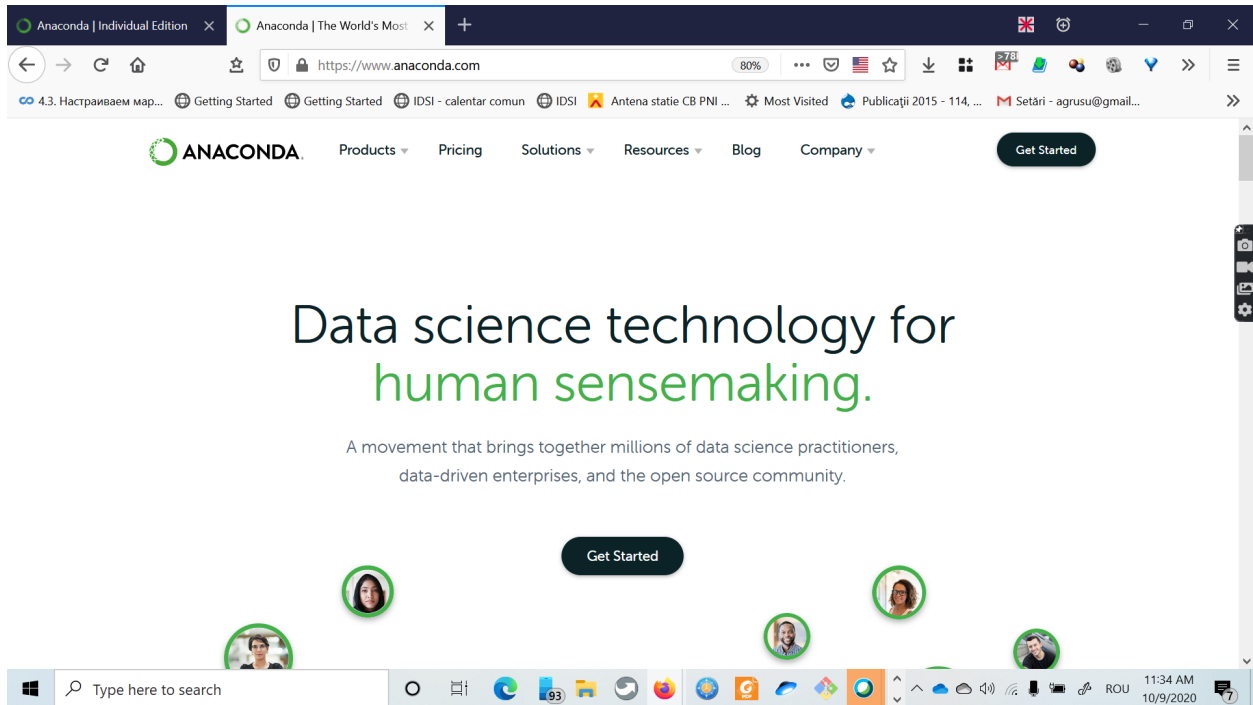 Anaconda | Individual Edition
Anaconda | The World's Most
https://www.anaconda.com
80%
>78
4.3. Настраиваем мар...
Getting Started
Getting Started
IDSI - calentar comun
IDSI
Antena statie CB PNI ...
Most Visited
Publicaţii 2015 - 114, ...
Setări - agrusu@gmail...
ANACONDA.
Products
Pricing
Solutions
Resources
Blog
Company
Get Started
Data science technology for
human sensemaking.
A movement that brings together millions of data science practitioners,
data-driven enterprises, and the open source community.
Get Started
Type here to search
93
PDF
ROU
11:34 AM
10/9/2020
7